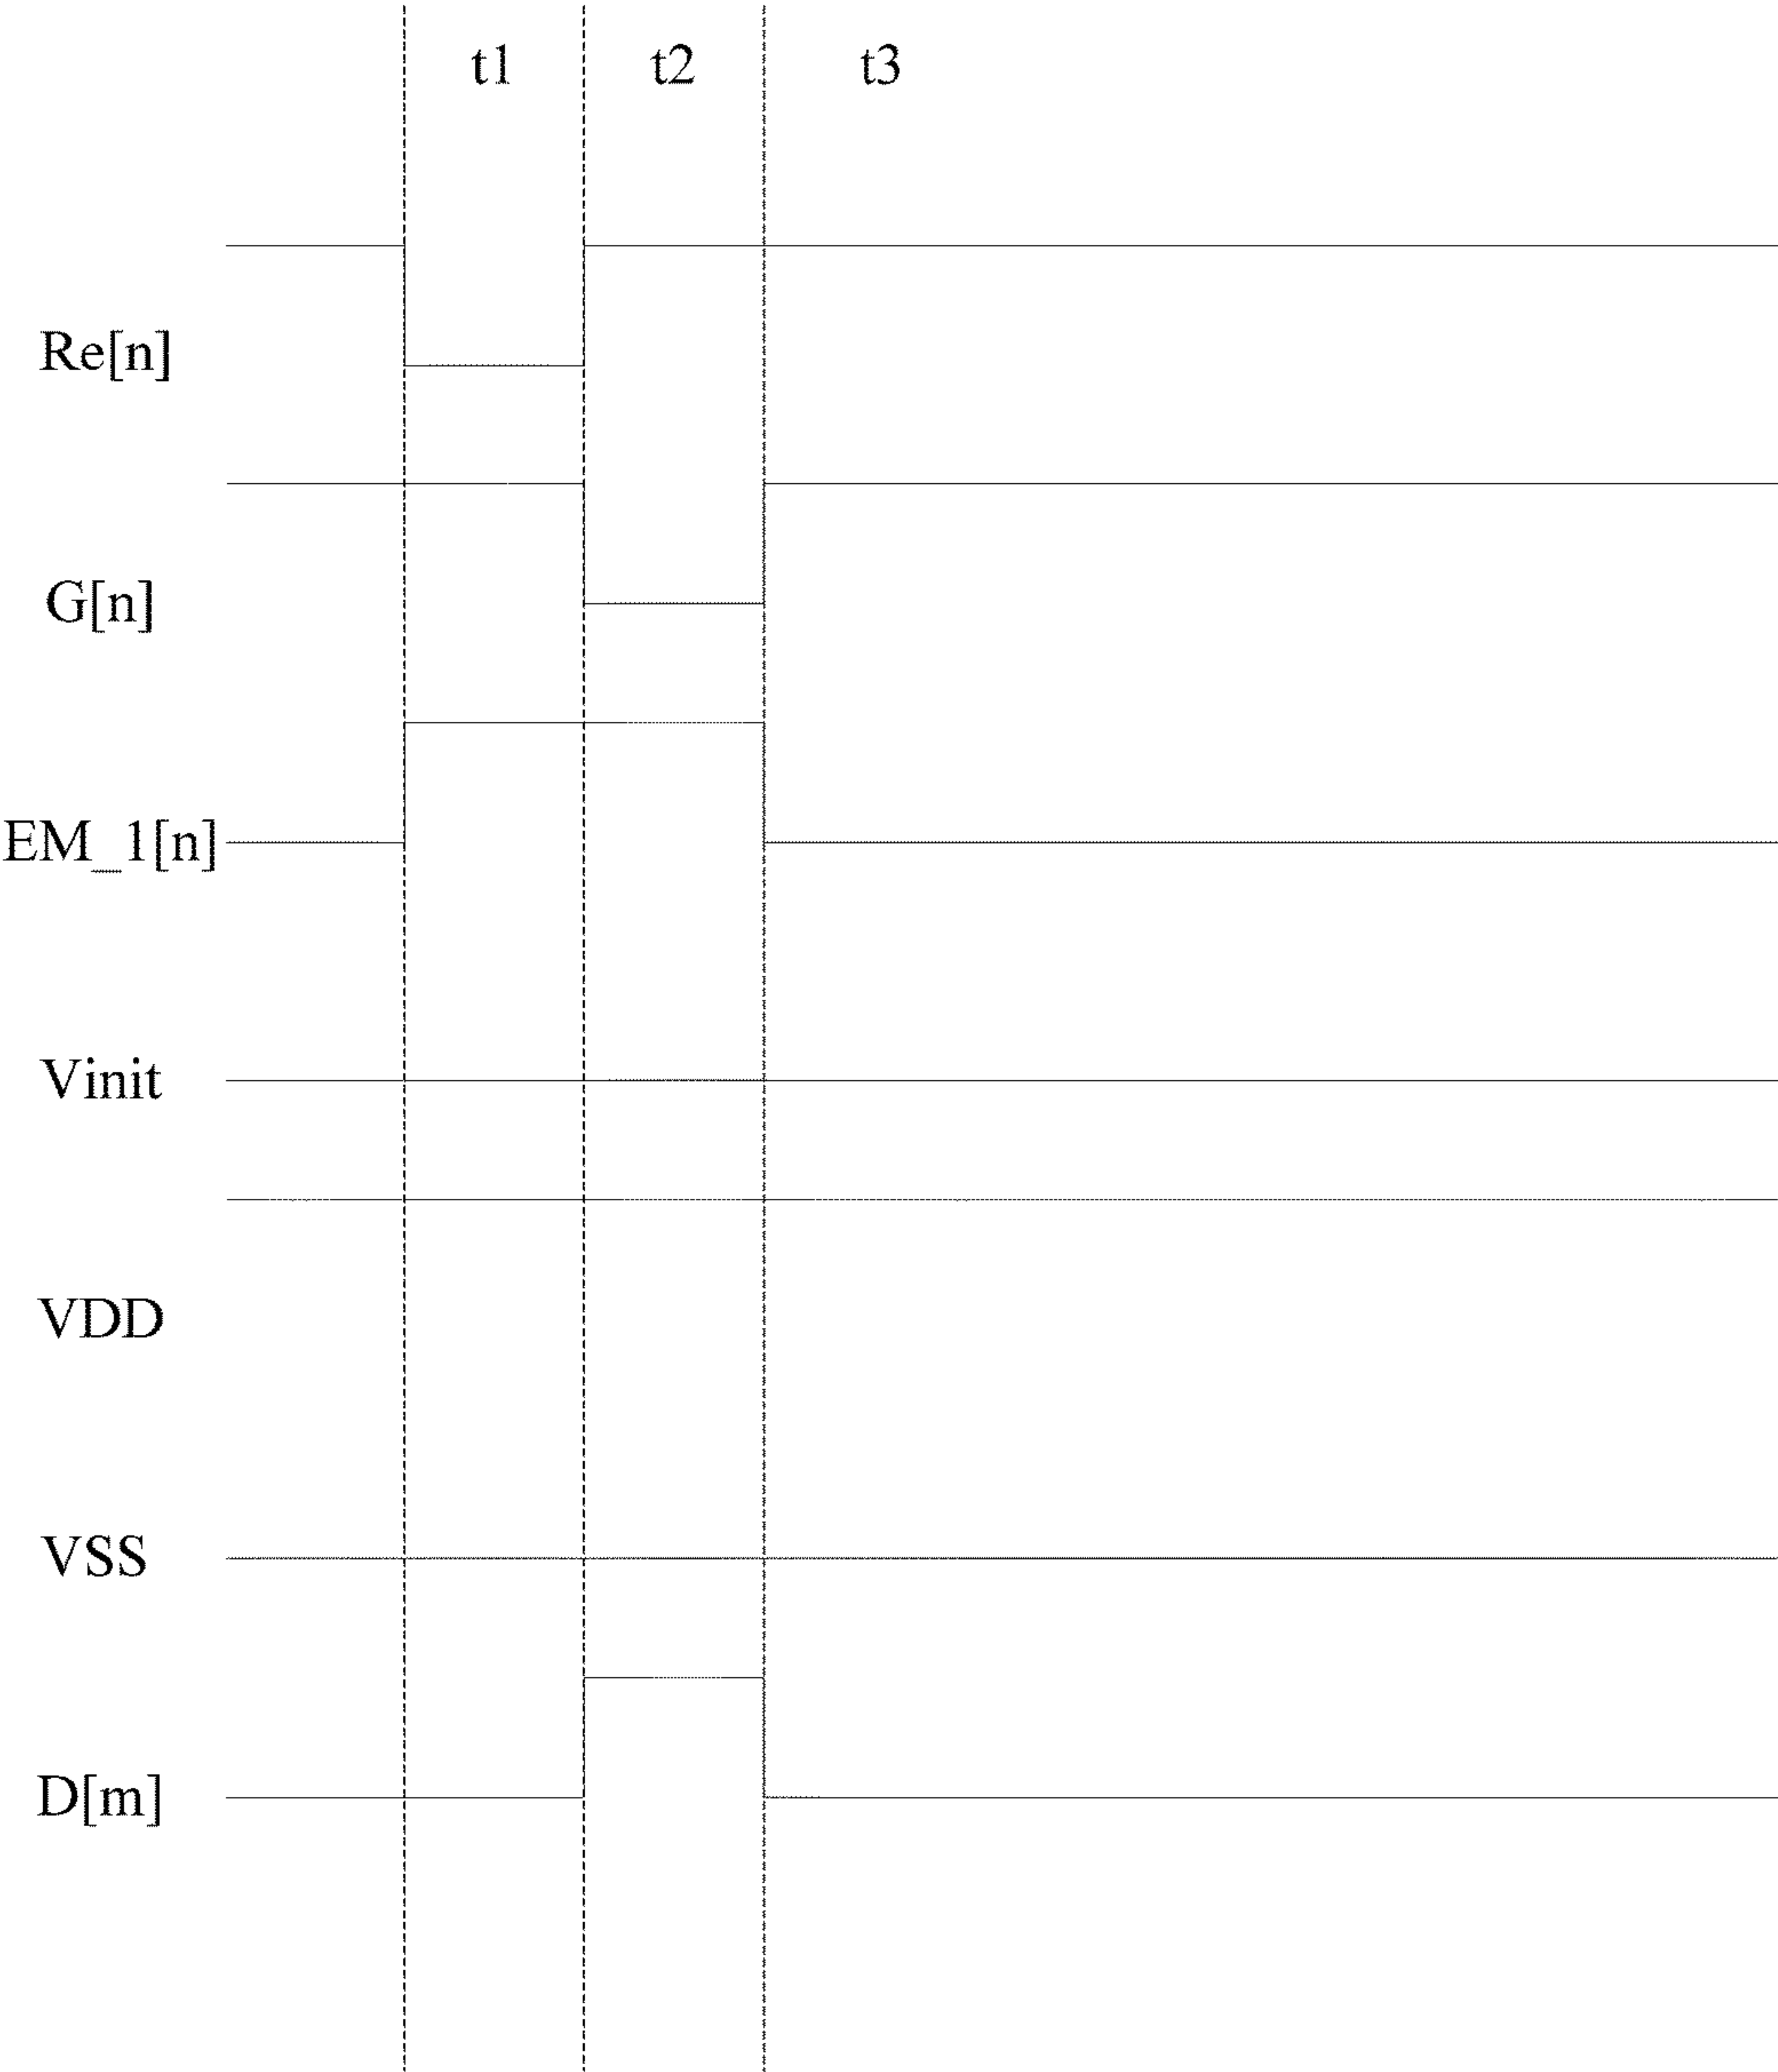 t1 t2 t3
Re[n]
G[n]
EM_1[n]
Vinit
VDD
VSS
D[m]